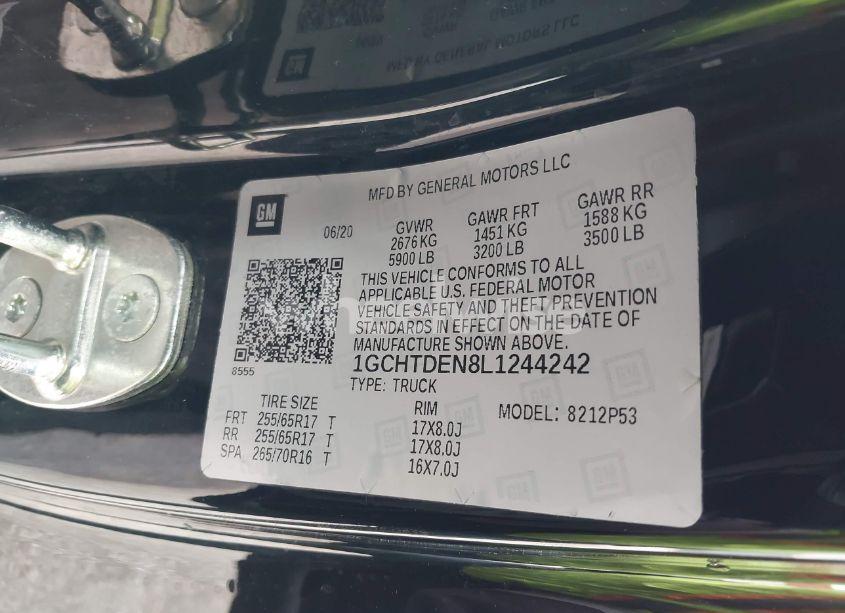 MFD BY GENERAL MOTORS LLC
GM
06/20
GVWR GAWR FRT GAWR RR
2676 KG 1451 KG 1588 KG
5900 LB 3200 LB 3500 LB
THIS VEHICLE CONFORMS TO ALL
APPLICABLE U.S. FEDERAL MOTOR
VEHICLE SAFETY AND THEFT PREVENTION
STANDARDS IN EFFECT ON THE DATE OF
MANUFACTURE SHOWN ABOVE.
8555
1GCHTDEN8L1244242
TYPE: TRUCK
TIRE SIZE RIM MODEL: 8212P53
FRT 255/65R17 T 17X8.0J
RR 255/65R17 T 17X8.0J
SPA 265/70R16 T 16X7.0J